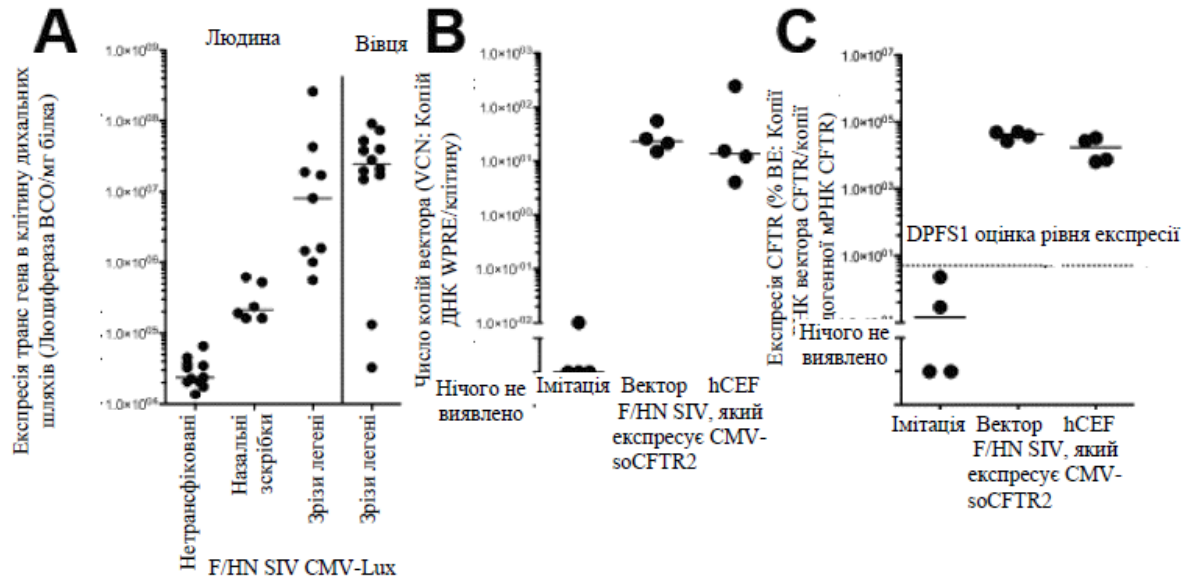 A
Людина
Вівця
Експресія транс гена в клітину дихальних
шляхів (Люцифераза ВСО/мг білка)
1.0×10⁰⁹
1.0×10⁰⁸
1.0×10⁰⁷
1.0×10⁰⁶
1.0×10⁰⁵
1.0×10⁰⁴
Нетрансфіковані
Назальні
зскрібки
Зрізи легені
Зрізи легені
F/HN SIV CMV-Lux
B
Число копій вектора (VCN: Копій
ДНК WPRE/клітину)
1.0×10⁰³
1.0×10⁰²
1.0×10⁰¹
1.0×10⁰⁰
1.0×10⁻⁰¹
1.0×10⁻⁰²
Нічого не
виявлено
Імітація
Вектор
hCEF
F/HN SIV, який
експресує CMV-
soCFTR2
C
Експресія CFTR (% ВЕ: Копії
НК вектора CFTR/копії
догенної мРНК CFTR)
1.0×10⁰⁷
1.0×10⁰⁵
1.0×10⁰³
1.0×10⁰¹
DPFS1 оцінка рівня експресії
Нічого не
виявлено
Імітація
Вектор
hCEF
F/HN SIV, який
експресує CMV-
soCFTR2